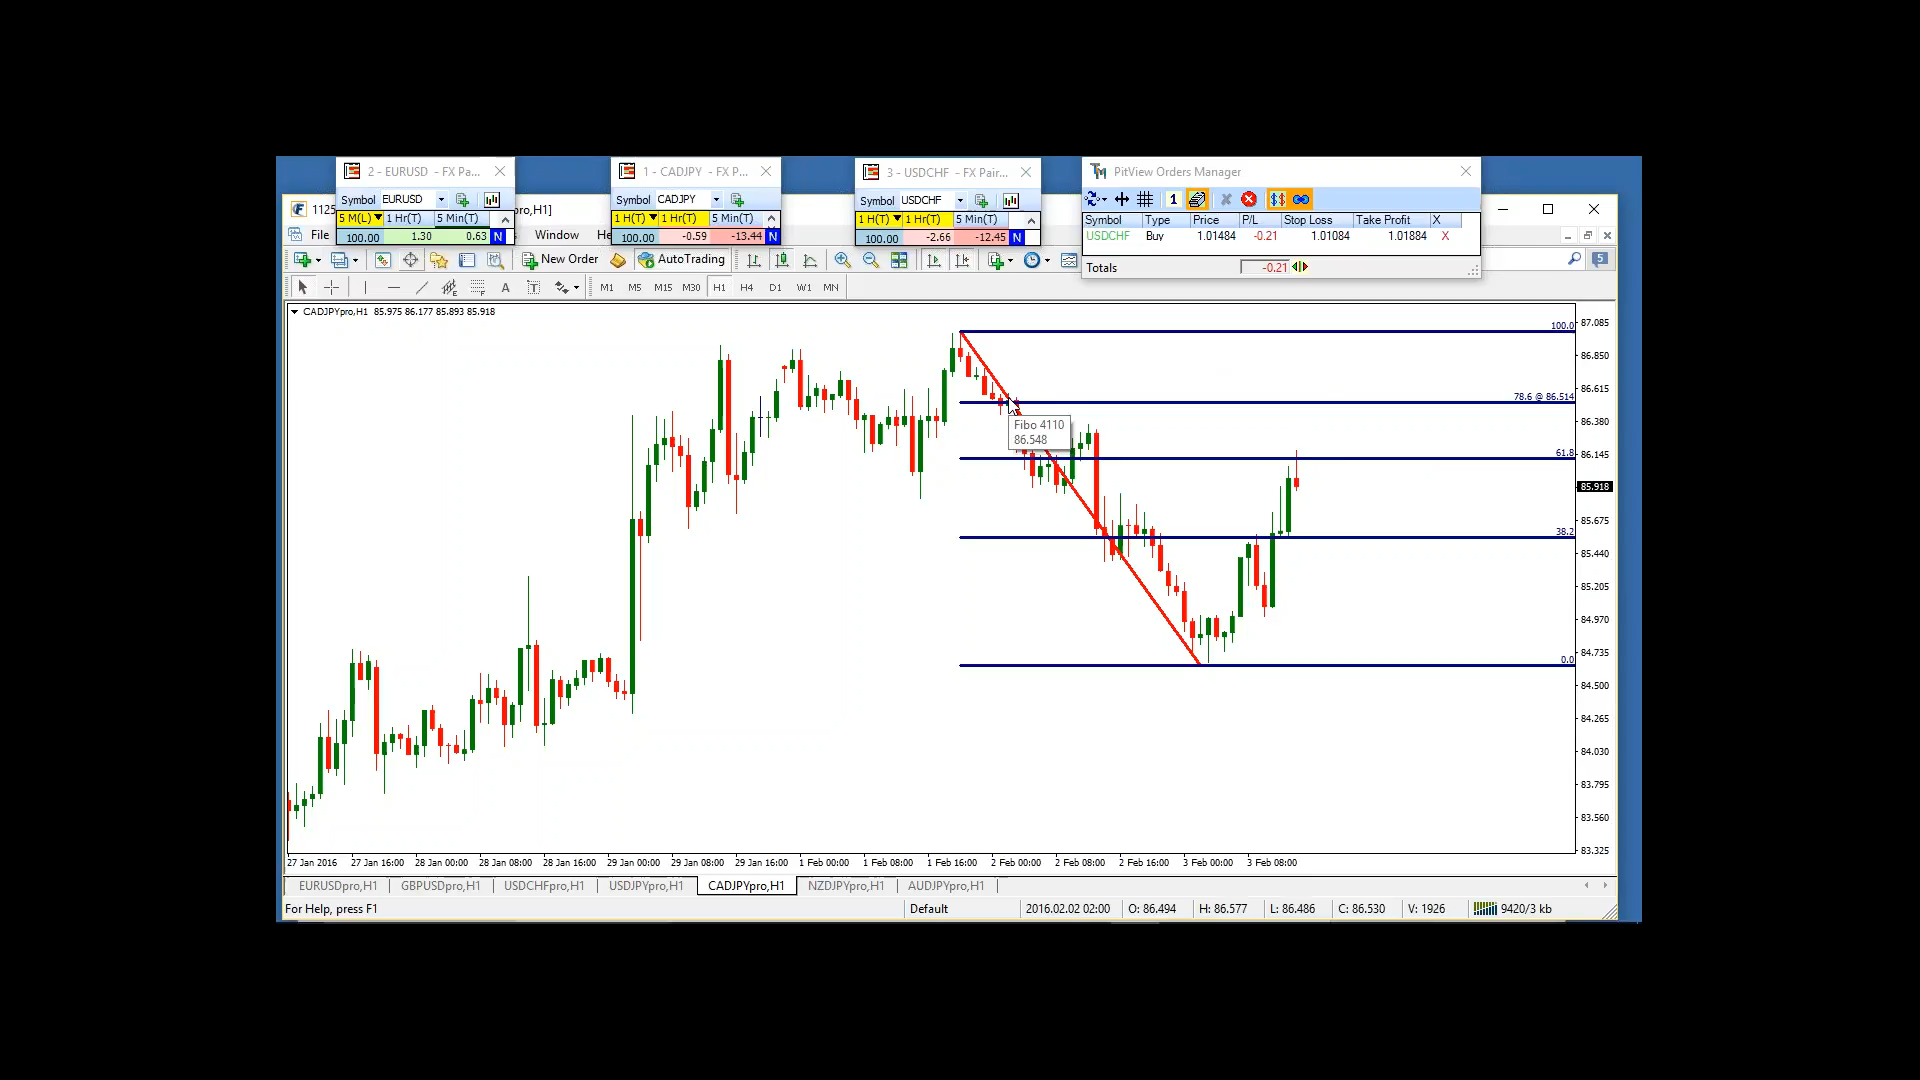 2 - EURUSD - FX Pa...
1 - CADJPY - FX P...
3 - USDCHF - FX Pair...
PitView Orders Manager
Symbol EURUSD
Symbol CADJPY
Symbol USDCHF
1
5 M(L) 1 Hr(T) 5 Min(T)
1 H(T) 1 Hr(T) 5 Min(T)
1 H(T) 1 Hr(T) 5 Min(T)
Symbol Type Price P/L Stop Loss Take Profit X
100.00 1.30 0.63 N
100.00 -0.59 -13.44 N
100.00 -2.66 -12.45 N
USDCHF Buy 1.01484 -0.21 1.01084 1.01884 X
Totals -0.21
1125
pro,H1]
File
Window
He
New Order
AutoTrading
5
A T M1 M5 M15 M30 H1 H4 D1 W1 MN
CADJPYpro,H1 85.975 86.177 85.893 85.918
100.0
78.6 @ 86.514
61.8
38.2
0.0
Fibo 4110
86.548
87.085
86.850
86.615
86.380
86.145
85.918
85.675
85.440
85.205
84.970
84.735
84.500
84.265
84.030
83.795
83.560
83.325
27 Jan 2016 27 Jan 16:00 28 Jan 00:00 28 Jan 08:00 28 Jan 16:00 29 Jan 00:00 29 Jan 08:00 29 Jan 16:00 1 Feb 00:00 1 Feb 08:00 1 Feb 16:00 2 Feb 00:00 2 Feb 08:00 2 Feb 16:00 3 Feb 00:00 3 Feb 08:00
EURUSDpro,H1 GBPUSDpro,H1 USDCHFpro,H1 USDJPYpro,H1 CADJPYpro,H1 NZDJPYpro,H1 AUDJPYpro,H1
For Help, press F1 Default 2016.02.02 02:00 O: 86.494 H: 86.577 L: 86.486 C: 86.530 V: 1926 9420/3 kb